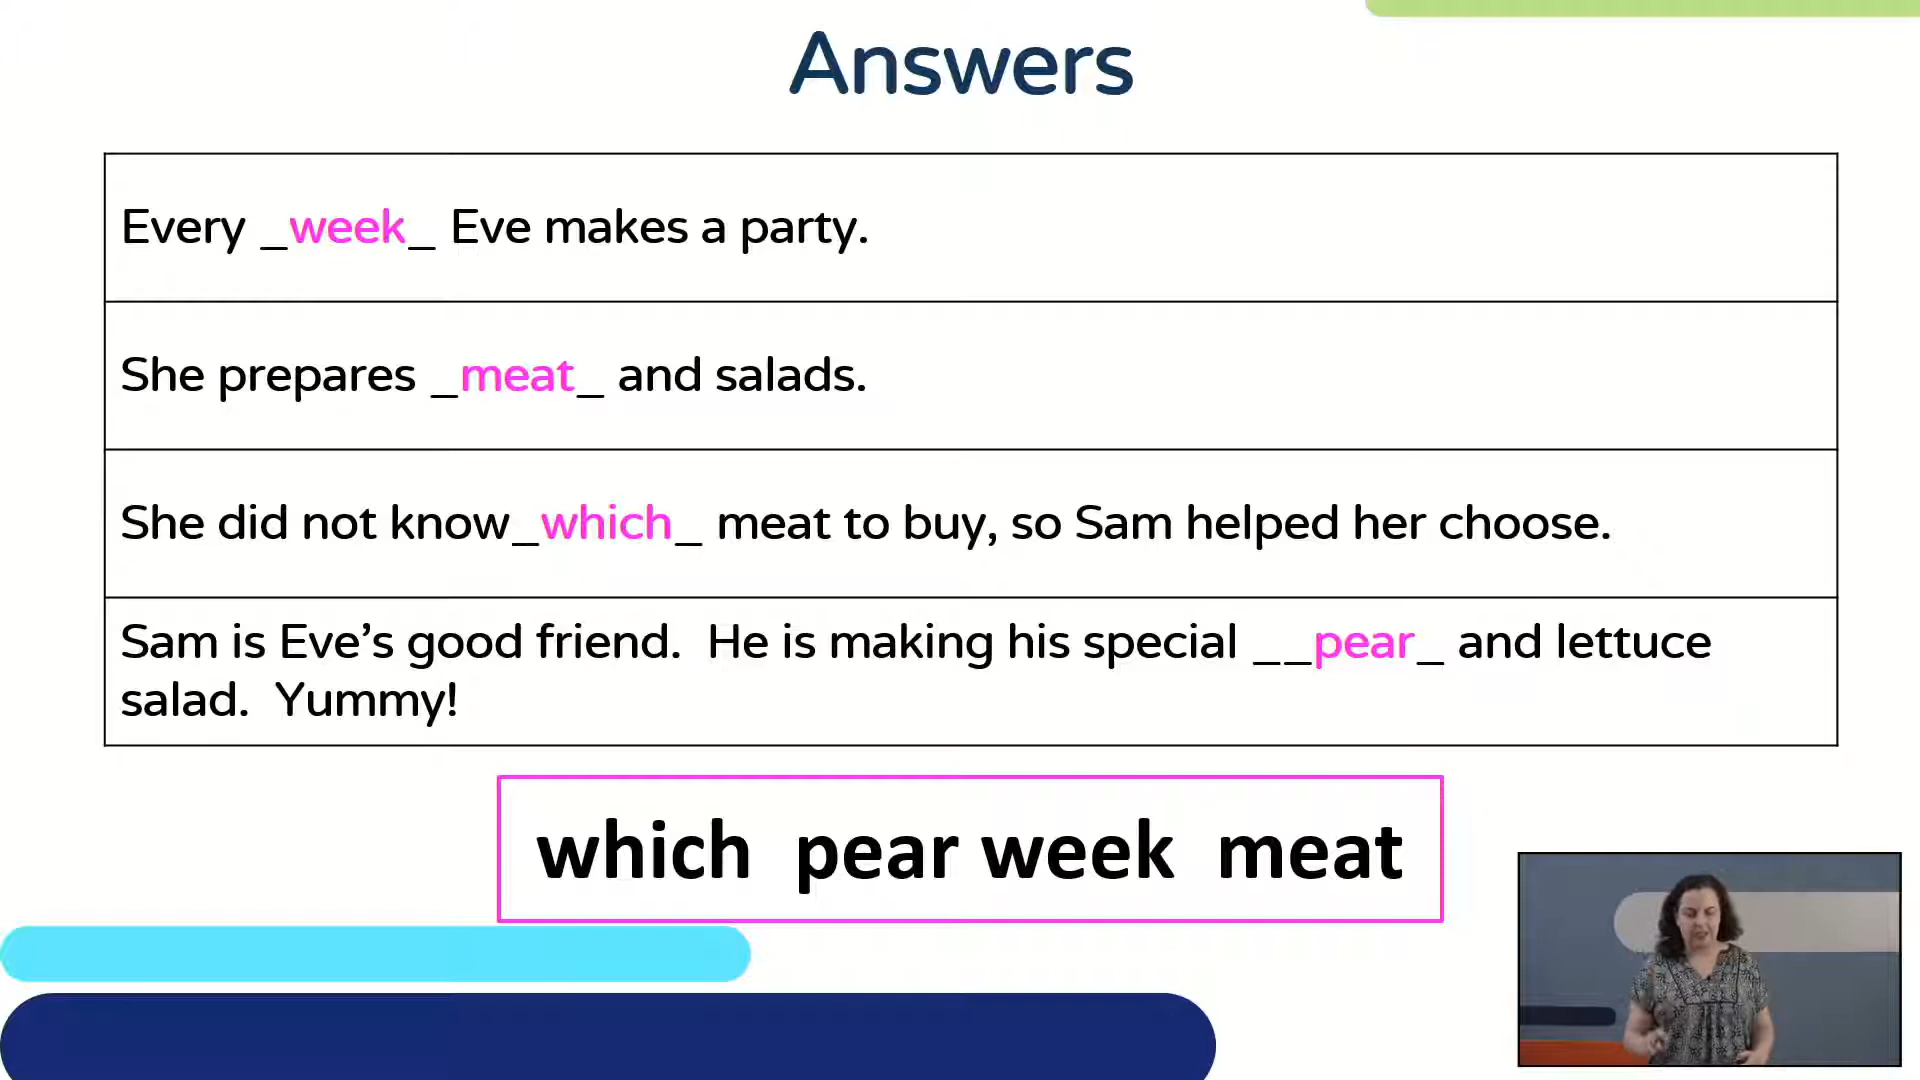 Answers
Every _week_ Eve makes a party.
She prepares _meat_ and salads.
She did not know_which_ meat to buy, so Sam helped her choose.
Sam is Eve’s good friend.  He is making his special __pear_ and lettuce
salad.  Yummy!
which  pear week  meat